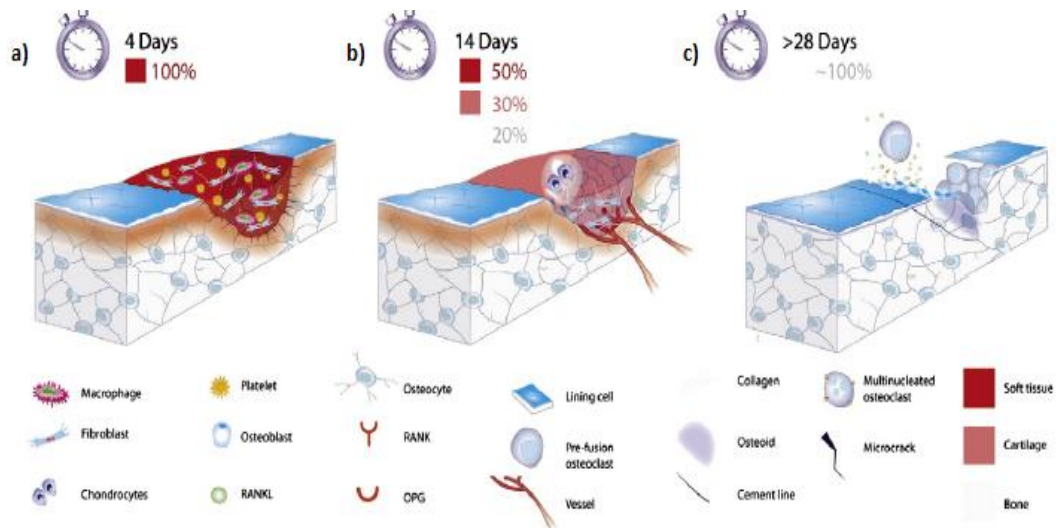 a)
4 Days
100%
b)
14 Days
50%
30%
20%
c)
>28 Days
~100%
Macrophage
Platelet
Osteocyte
Lining cell
Collagen
Multinucleated
osteoclast
Soft tissue
Fibroblast
Osteoblast
RANK
Pre-fusion
osteoclast
Osteoid
Microcrack
Cartilage
Chondrocytes
RANKL
OPG
Vessel
Cement line
Bone